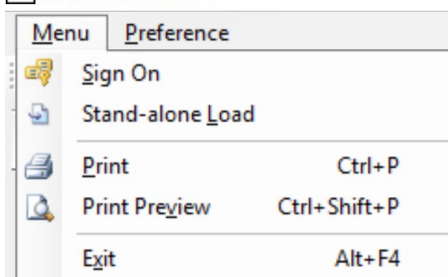 Menu Preference
Sign On
Stand-alone Load
Print Ctrl+P
Print Preview Ctrl+Shift+P
Exit Alt+F4